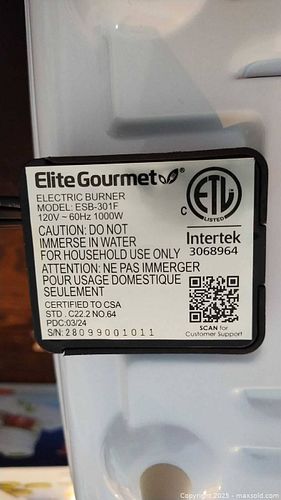 Elite Gourmet®
ELECTRIC BURNER
MODEL: ESB-301F
120V ~ 60Hz 1000W
CAUTION: DO NOT
IMMERSE IN WATER
FOR HOUSEHOLD USE ONLY
ATTENTION: NE PAS IMMERGER
POUR USAGE DOMESTIQUE
SEULEMENT
CERTIFIED TO CSA
STD . C22.2 NO.64
PDC:03/24
S/N: 28099001011
C
ETL
LISTED
Intertek
3068964
SCAN for
Customer Support
Copyright 2025 - maxsold.com